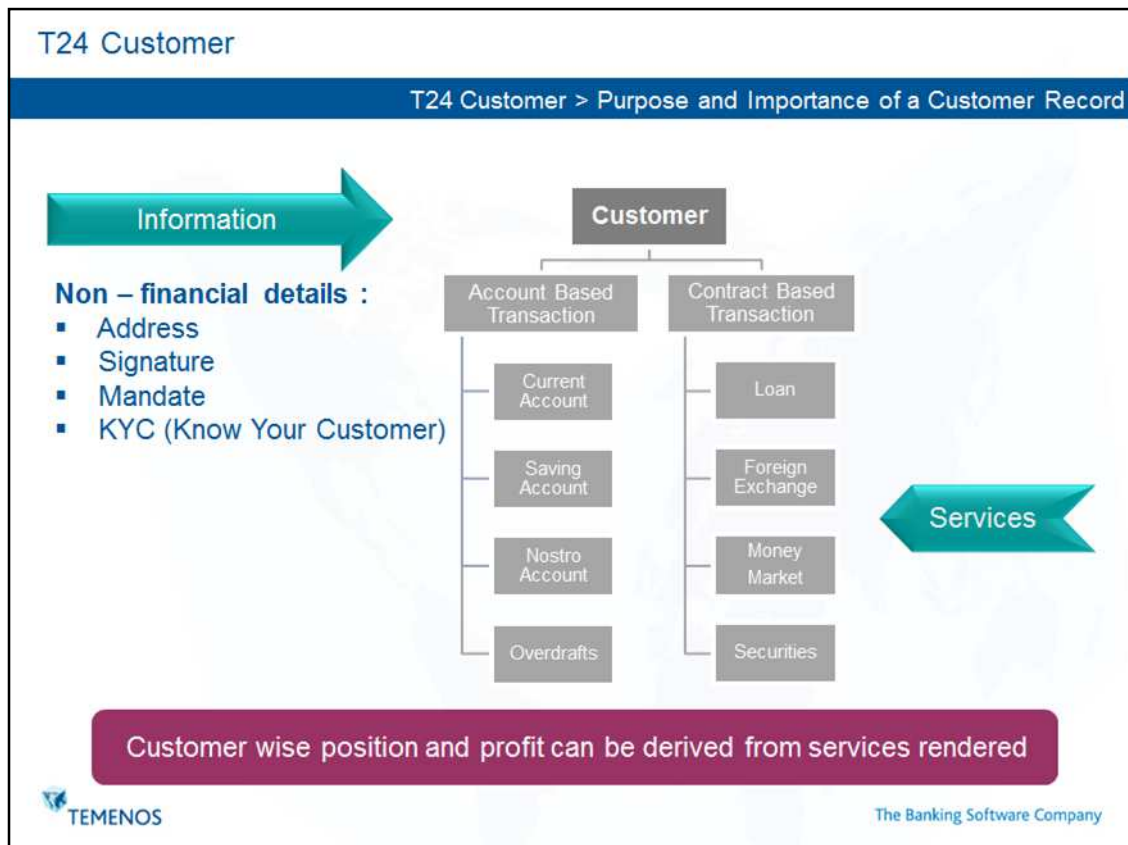 T24 Customer
T24 Customer > Purpose and Importance of a Customer Record
Information
Non – financial details :
▪ Address
▪ Signature
▪ Mandate
▪ KYC (Know Your Customer)
Customer
Account Based
Transaction
Contract Based
Transaction
Current
Account
Saving
Account
Nostro
Account
Overdrafts
Loan
Foreign
Exchange
Money
Market
Securities
Services
Customer wise position and profit can be derived from services rendered
TEMENOS
The Banking Software Company